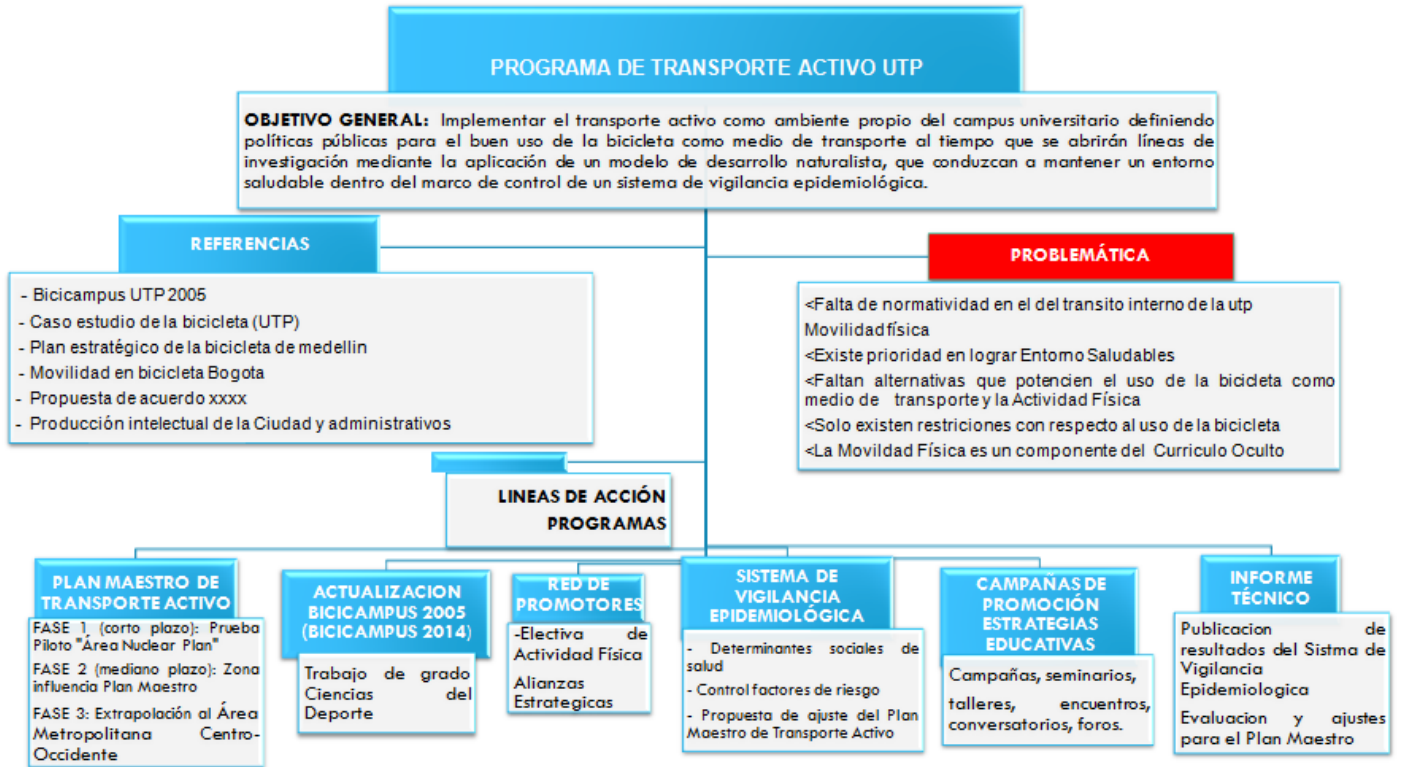 PROGRAMA DE TRANSPORTE ACTIVO UTP
OBJETIVO GENERAL: Implementar el transporte activo como ambiente propio del campus universitario definiendo
políticas públicas para el buen uso de la bicicleta como medio de transporte al tiempo que se abrirán líneas de
investigación mediante la aplicación de un modelo de desarrollo naturalista, que conduzcan a mantener un entorno
saludable dentro del marco de control de un sistema de vigilancia epidemiológica.
REFERENCIAS
- Bicicampus UTP 2005
- Caso estudio de la bicicleta (UTP)
- Plan estratégico de la bicicleta de medellin
- Movilidad en bicicleta Bogota
- Propuesta de acuerdo xxxx
- Producción intelectual de la Ciudad y administrativos
PROBLEMÁTICA
<Falta de normatividad en el del transito interno de la utp
Movilidad física
<Existe prioridad en lograr Entorno Saludables
<Faltan alternativas que potencien el uso de la bicicleta como
medio de transporte y la Actividad Física
<Solo existen restriciones con respecto al uso de la bicicleta
<La Movildad Física es un componente del Curriculo Oculto
LINEAS DE ACCIÓN
PROGRAMAS
PLAN MAESTRO DE
TRANSPORTE ACTIVO
FASE 1 (corto plazo): Prueba
Piloto "Área Nuclear Plan"
FASE 2 (mediano plazo): Zona
influencia Plan Maestro
FASE 3: Extrapolación al Área
Metropolitana Centro-
Occidente
ACTUALIZACION
BICICAMPUS 2005
(BICICAMPUS 2014)
Trabajo de grado
Ciencias del
Deporte
RED DE
PROMOTORES
-Electiva de
Actividad Física
Alianzas
Estrategicas
SISTEMA DE
VIGILANCIA
EPIDEMIOLÓGICA
- Determinantes sociales de
salud
- Control factores de riesgo
- Propuesta de ajuste del Plan
Maestro de Transporte Activo
CAMPAÑAS DE
PROMOCIÓN
ESTRATEGIAS
EDUCATIVAS
Campañas, seminarios,
talleres, encuentros,
conversatorios, foros.
INFORME
TÉCNICO
Publicacion de
resultados del Sistma de
Vigilancia
Epidemiologica
Evaluacion y ajustes
para el Plan Maestro